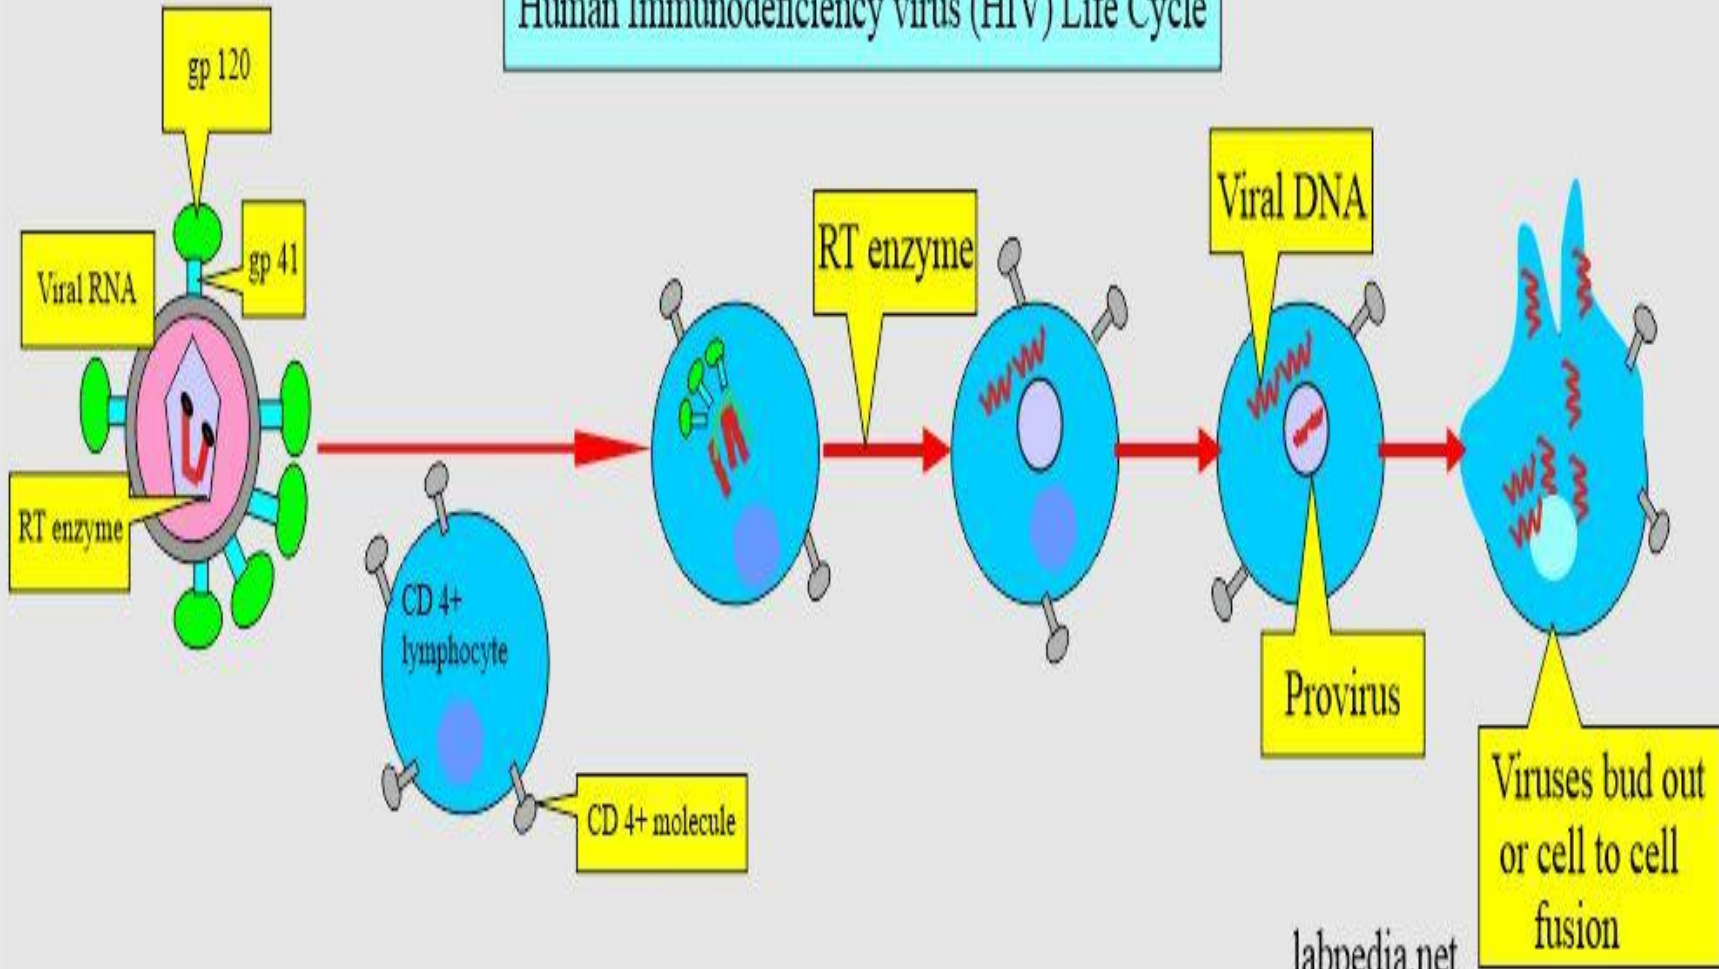 Human Immunodeficiency virus (HIV) Life Cycle
gp 120
gp 41
Viral RNA
RT enzyme
CD 4+
lymphocyte
CD 4+ molecule
RT enzyme
Viral DNA
Provirus
Viruses bud out
or cell to cell
fusion
labpedia.net